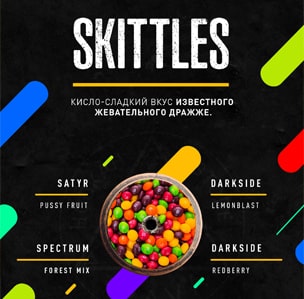 SKITTLES
КИСЛО-СЛАДКИЙ ВКУС ИЗВЕСТНОГО
ЖЕВАТЕЛЬНОГО ДРАЖЖЕ.
SATYR
PUSSY FRUIT
DARKSIDE
LEMONBLAST
SPECTRUM
FOREST MIX
DARKSIDE
REDBERRY